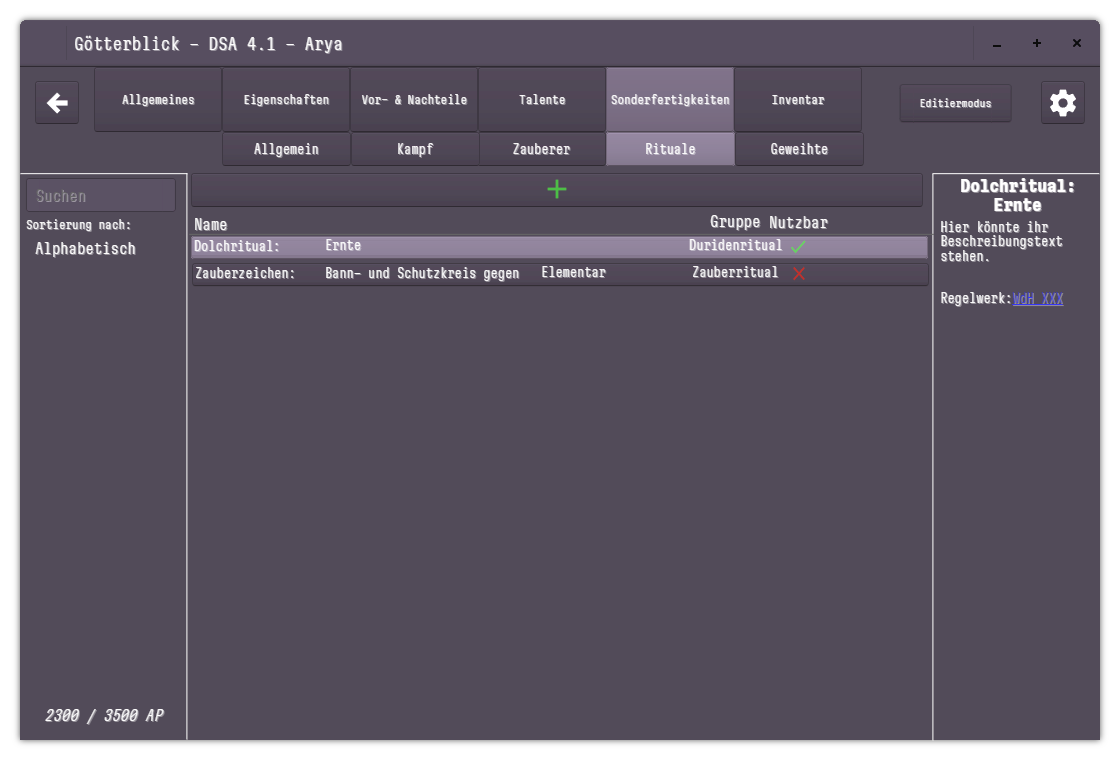 Götterblick – DSA 4.1 – Arya
Allgemeines Eigenschaften Vor- & Nachteile Talente Sonderfertigkeiten Inventar Editiermodus
Allgemein Kampf Zauberer Rituale Geweihte
Suchen
Sortierung nach:
Alphabetisch
2300 / 3500 AP
Name Gruppe Nutzbar
Dolchritual: Ernte Duridenritual
Zauberzeichen: Bann- und Schutzkreis gegen Elementar Zauberritual
Dolchritual:
Ernte
Hier könnte ihr
Beschreibungstext
stehen.
Regelwerk: WdH XXX